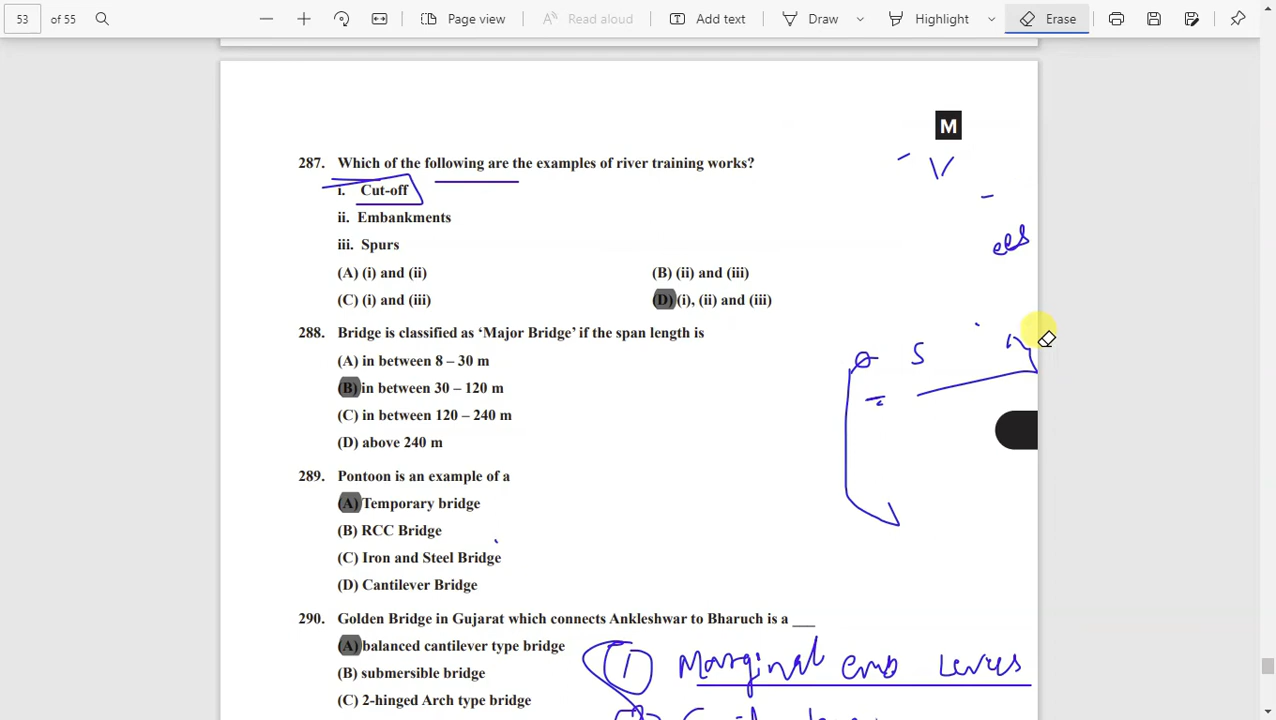 53 of 55
Page view
Read aloud
Add text
Draw
Highlight
Erase
M
287. Which of the following are the examples of river training works?
i. Cut-off
ii. Embankments
iii. Spurs
(A) (i) and (ii) (B) (ii) and (iii)
(C) (i) and (iii) (D) (i), (ii) and (iii)
288. Bridge is classified as ‘Major Bridge’ if the span length is
(A) in between 8 – 30 m
(B) in between 30 – 120 m
(C) in between 120 – 240 m
(D) above 240 m
289. Pontoon is an example of a
(A) Temporary bridge
(B) RCC Bridge
(C) Iron and Steel Bridge
(D) Cantilever Bridge
290. Golden Bridge in Gujarat which connects Ankleshwar to Bharuch is a ___
(A) balanced cantilever type bridge
(B) submersible bridge
(C) 2-hinged Arch type bridge
1 Marginal emb